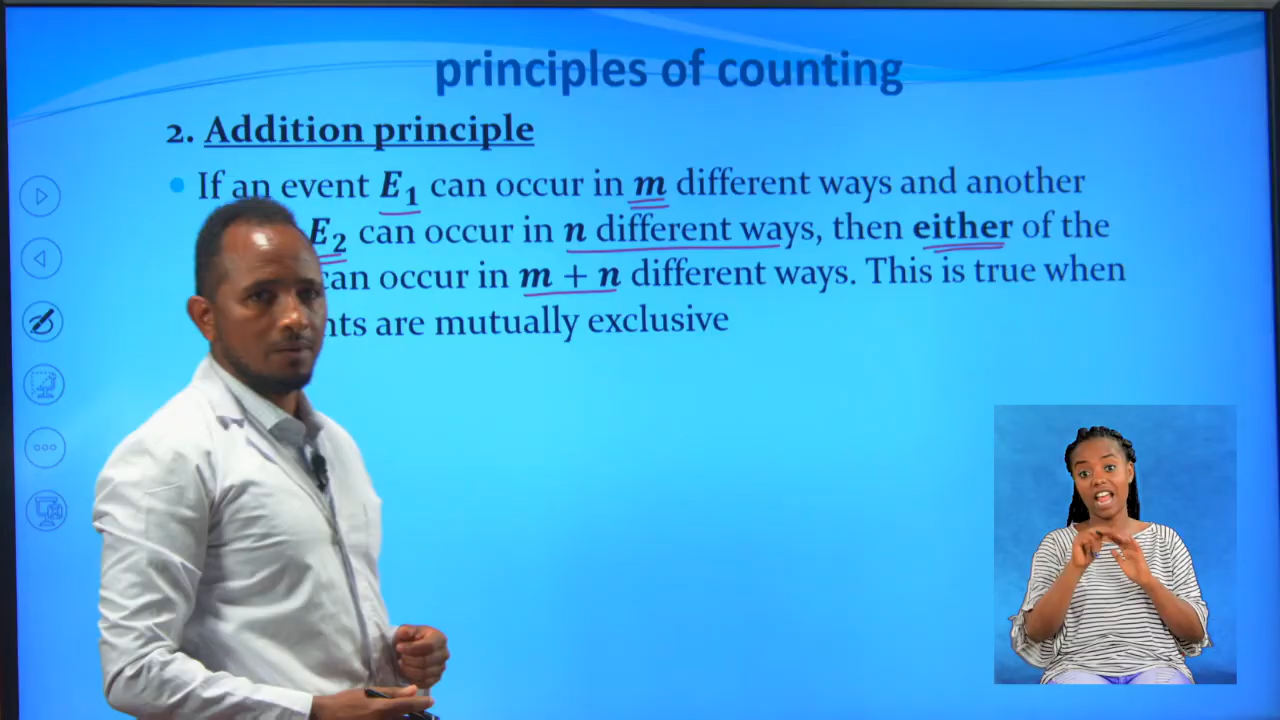 principles of counting
2. Addition principle
• If an event E₁ can occur in m different ways and another
E₂ can occur in n different ways, then either of the
can occur in m + n different ways. This is true when
nts are mutually exclusive